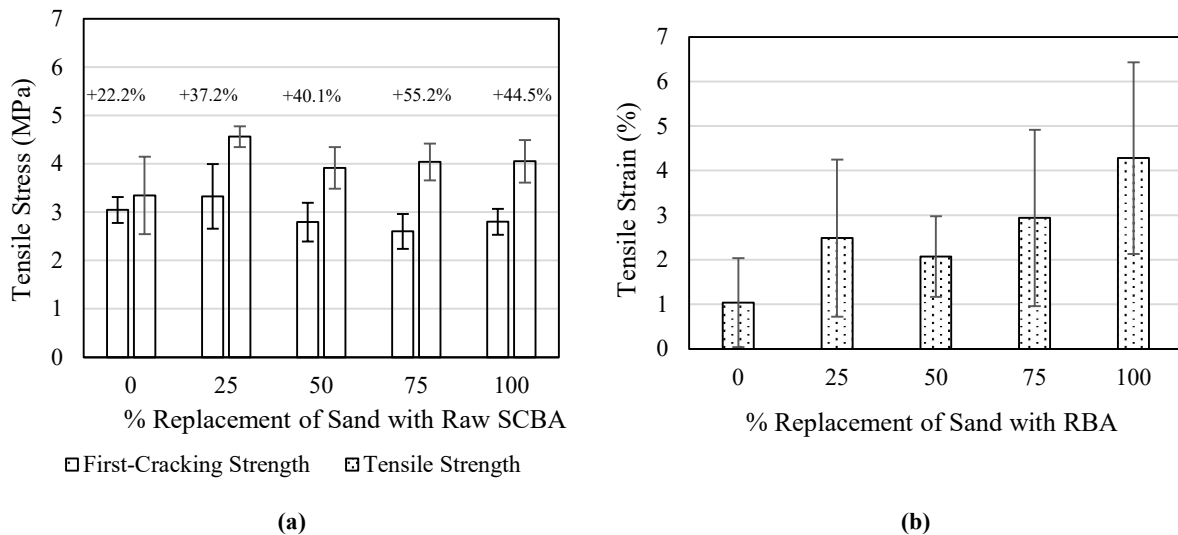 7
6
5
4
3
2
1
0
Tensile Stress (MPa)
+22.2% +37.2% +40.1% +55.2% +44.5%
0 25 50 75 100
% Replacement of Sand with Raw SCBA
First-Cracking Strength Tensile Strength
(a)
7
6
5
4
3
2
1
0
Tensile Strain (%)
0 25 50 75 100
% Replacement of Sand with RBA
(b)